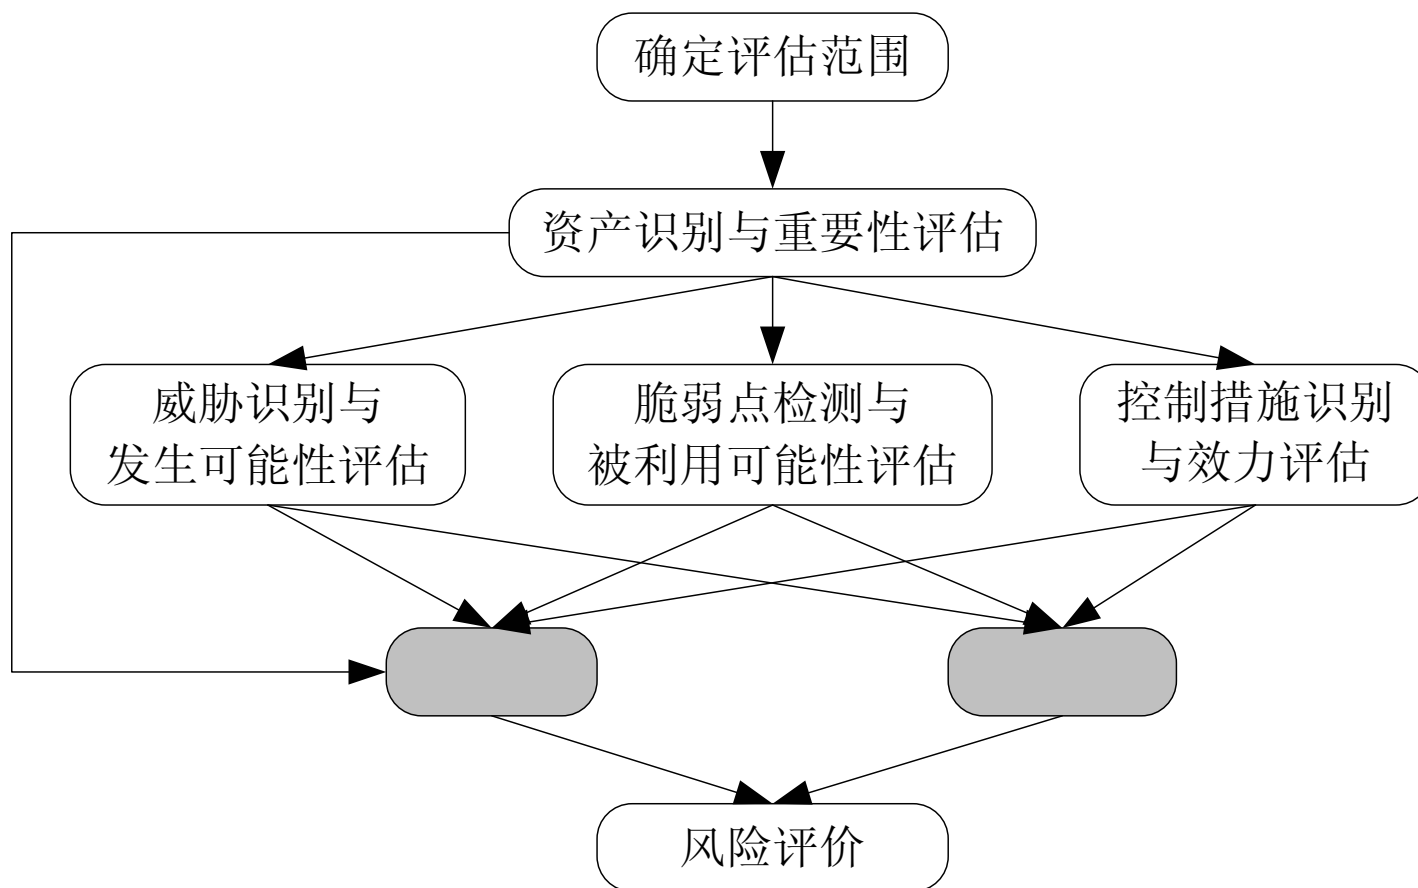 确定评估范围
资产识别与重要性评估
威胁识别与
发生可能性评估
脆弱点检测与
被利用可能性评估
控制措施识别
与效力评估
风险评价